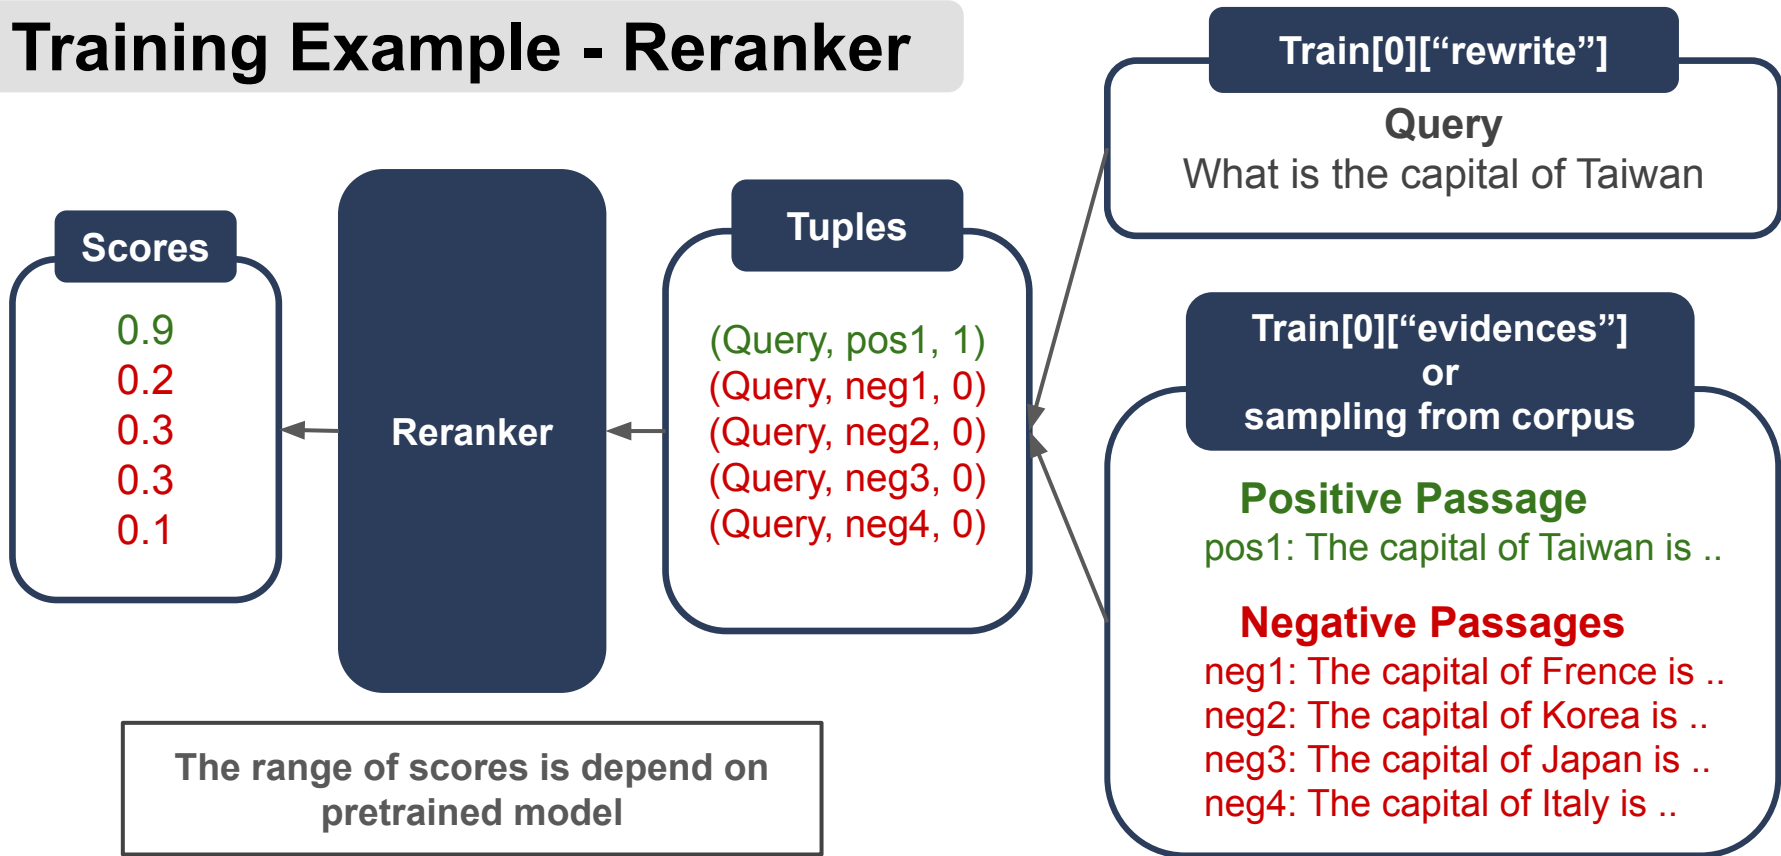 Training Example - Reranker
Train[0][“rewrite”]
Query
What is the capital of Taiwan
Scores
0.9
0.2
0.3
0.3
0.1
Reranker
Tuples
(Query, pos1, 1)
(Query, neg1, 0)
(Query, neg2, 0)
(Query, neg3, 0)
(Query, neg4, 0)
Train[0][“evidences”]
or
sampling from corpus
Positive Passage
pos1: The capital of Taiwan is ..
Negative Passages
neg1: The capital of Frence is ..
neg2: The capital of Korea is ..
neg3: The capital of Japan is ..
neg4: The capital of Italy is ..
The range of scores is depend on
pretrained model